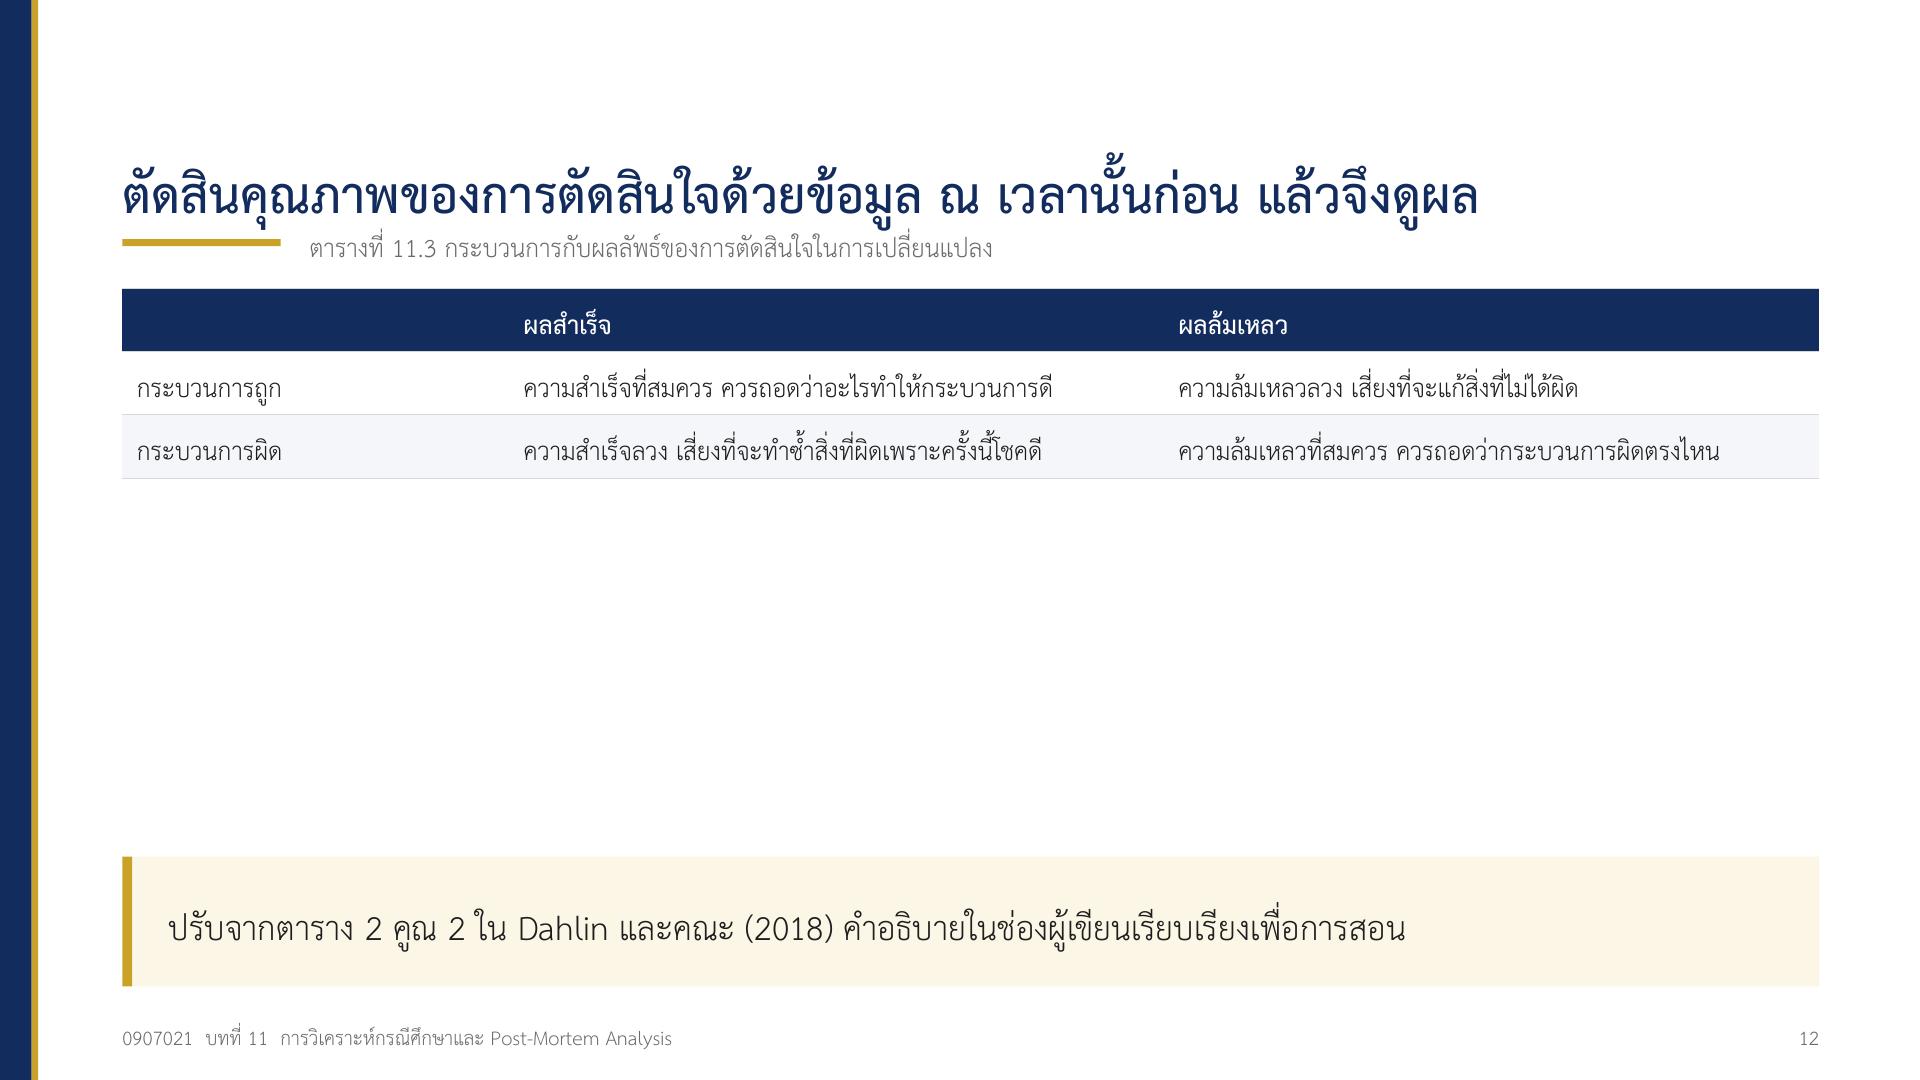 ตัดสินคุณภาพของการตัดสินใจด้วยข้อมูล ณ เวลานั้นก่อน แล้วจึงดูผล
ตารางที่ 11.3 กระบวนการกับผลลัพธ์ของการตัดสินใจในการเปลี่ยนแปลง
ผลสำเร็จ ผลล้มเหลว
กระบวนการถูก ความสำเร็จที่สมควร ควรถอดว่าอะไรทำให้กระบวนการดี ความล้มเหลวลวง เสี่ยงที่จะแก้สิ่งที่ไม่ได้ผิด
กระบวนการผิด ความสำเร็จลวง เสี่ยงที่จะทำซ้ำสิ่งที่ผิดเพราะครั้งนี้โชคดี ความล้มเหลวที่สมควร ควรถอดว่ากระบวนการผิดตรงไหน
ปรับจากตาราง 2 คูณ 2 ใน Dahlin และคณะ (2018) คำอธิบายในช่องผู้เขียนเรียบเรียงเพื่อการสอน
0907021 บทที่ 11 การวิเคราะห์กรณีศึกษาและ Post-Mortem Analysis 12